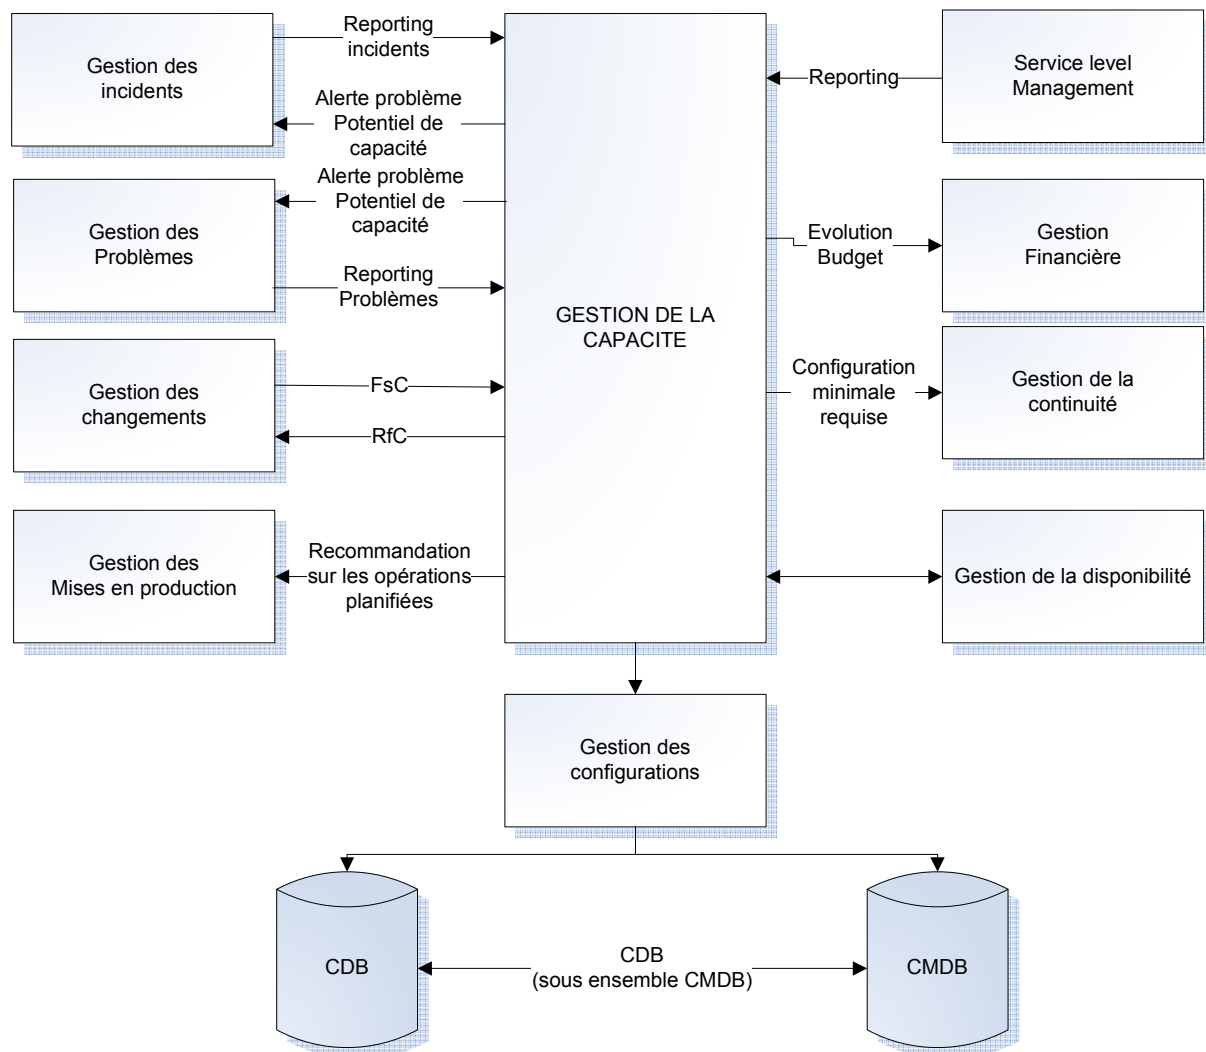 Gestion des
incidents
Reporting
incidents
Alerte problème
Potentiel de
capacité
Gestion des
Problèmes
Alerte problème
Potentiel de
capacité
Reporting
Problèmes
Gestion des
changements
FsC
RfC
Gestion des
Mises en production
Recommandation
sur les opérations
planifiées
GESTION DE LA
CAPACITE
Reporting
Service level
Management
Evolution
Budget
Gestion
Financière
Configuration
minimale
requise
Gestion de la
continuité
Gestion de la disponibilité
Gestion des
configurations
CDB
CDB
(sous ensemble CMDB)
CMDB